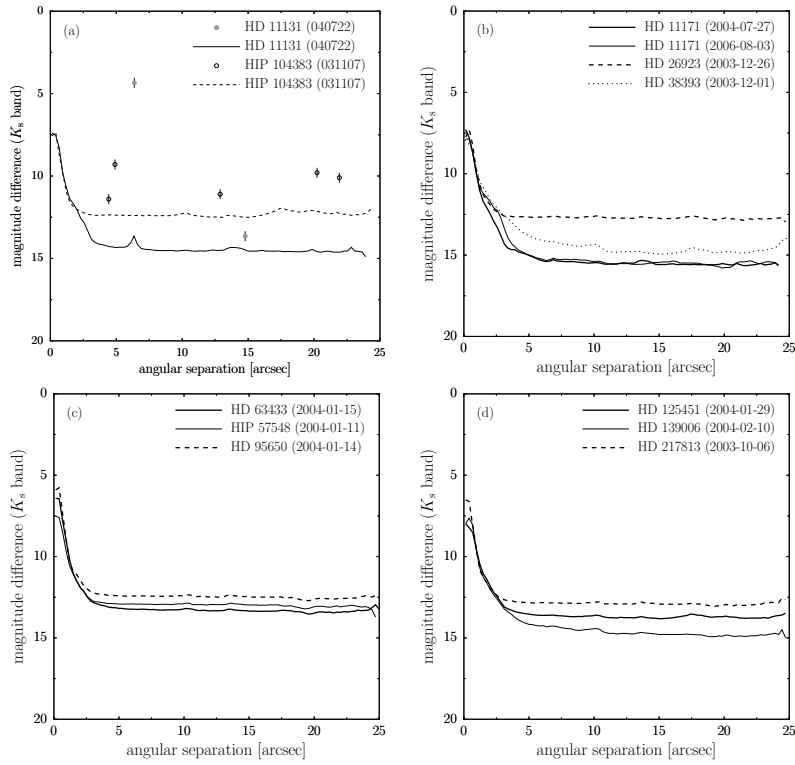 (a)
HD 11131 (040722)
HD 11131 (040722)
HIP 104383 (031107)
HIP 104383 (031107)
0
5
10
15
20
magnitude difference (Ks band)
0 5 10 15 20 25
angular separation [arcsec]
(b)
HD 11171 (2004-07-27)
HD 11171 (2006-08-03)
HD 26923 (2003-12-26)
HD 38393 (2003-12-01)
0
5
10
15
20
magnitude difference (Ks band)
0 5 10 15 20 25
angular separation [arcsec]
(c)
HD 63433 (2004-01-15)
HIP 57548 (2004-01-11)
HD 95650 (2004-01-14)
0
5
10
15
20
magnitude difference (Ks band)
0 5 10 15 20 25
angular separation [arcsec]
(d)
HD 125451 (2004-01-29)
HD 139006 (2004-02-10)
HD 217813 (2003-10-06)
0
5
10
15
20
magnitude difference (Ks band)
0 5 10 15 20 25
angular separation [arcsec]